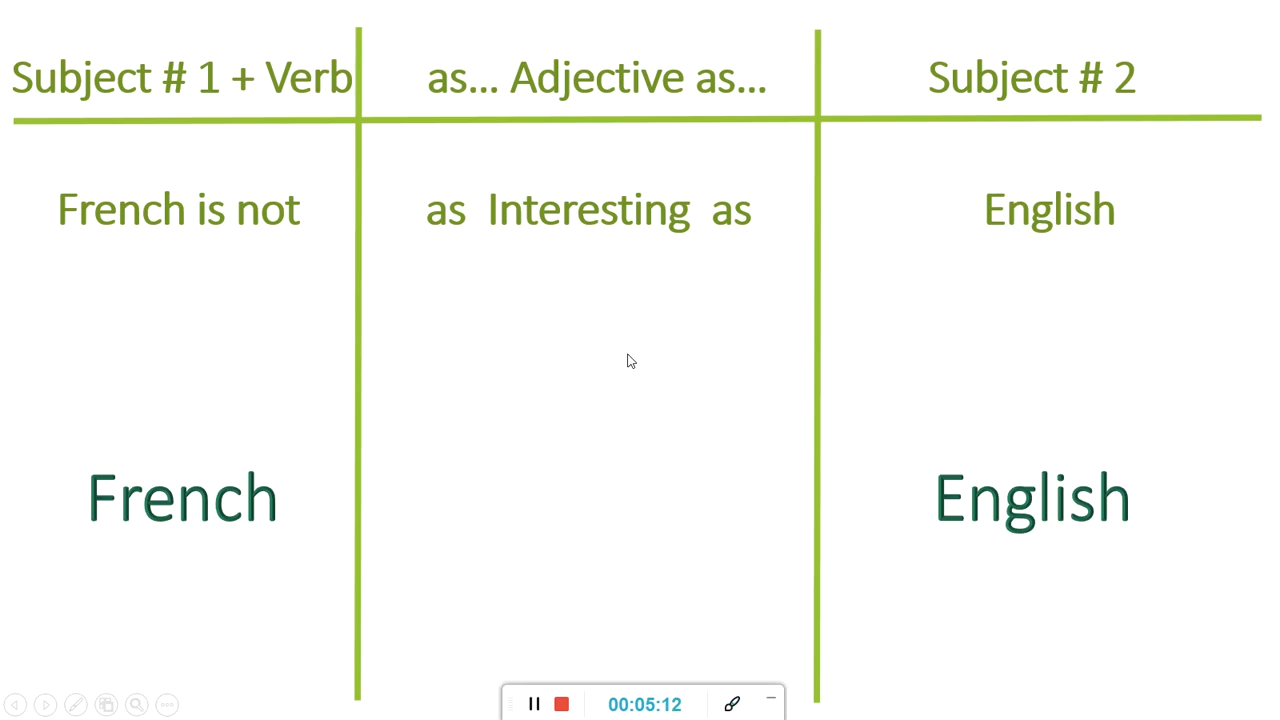 Subject # 1 + Verb as... Adjective as... Subject # 2
French is not as Interesting as English
French English
00:05:12